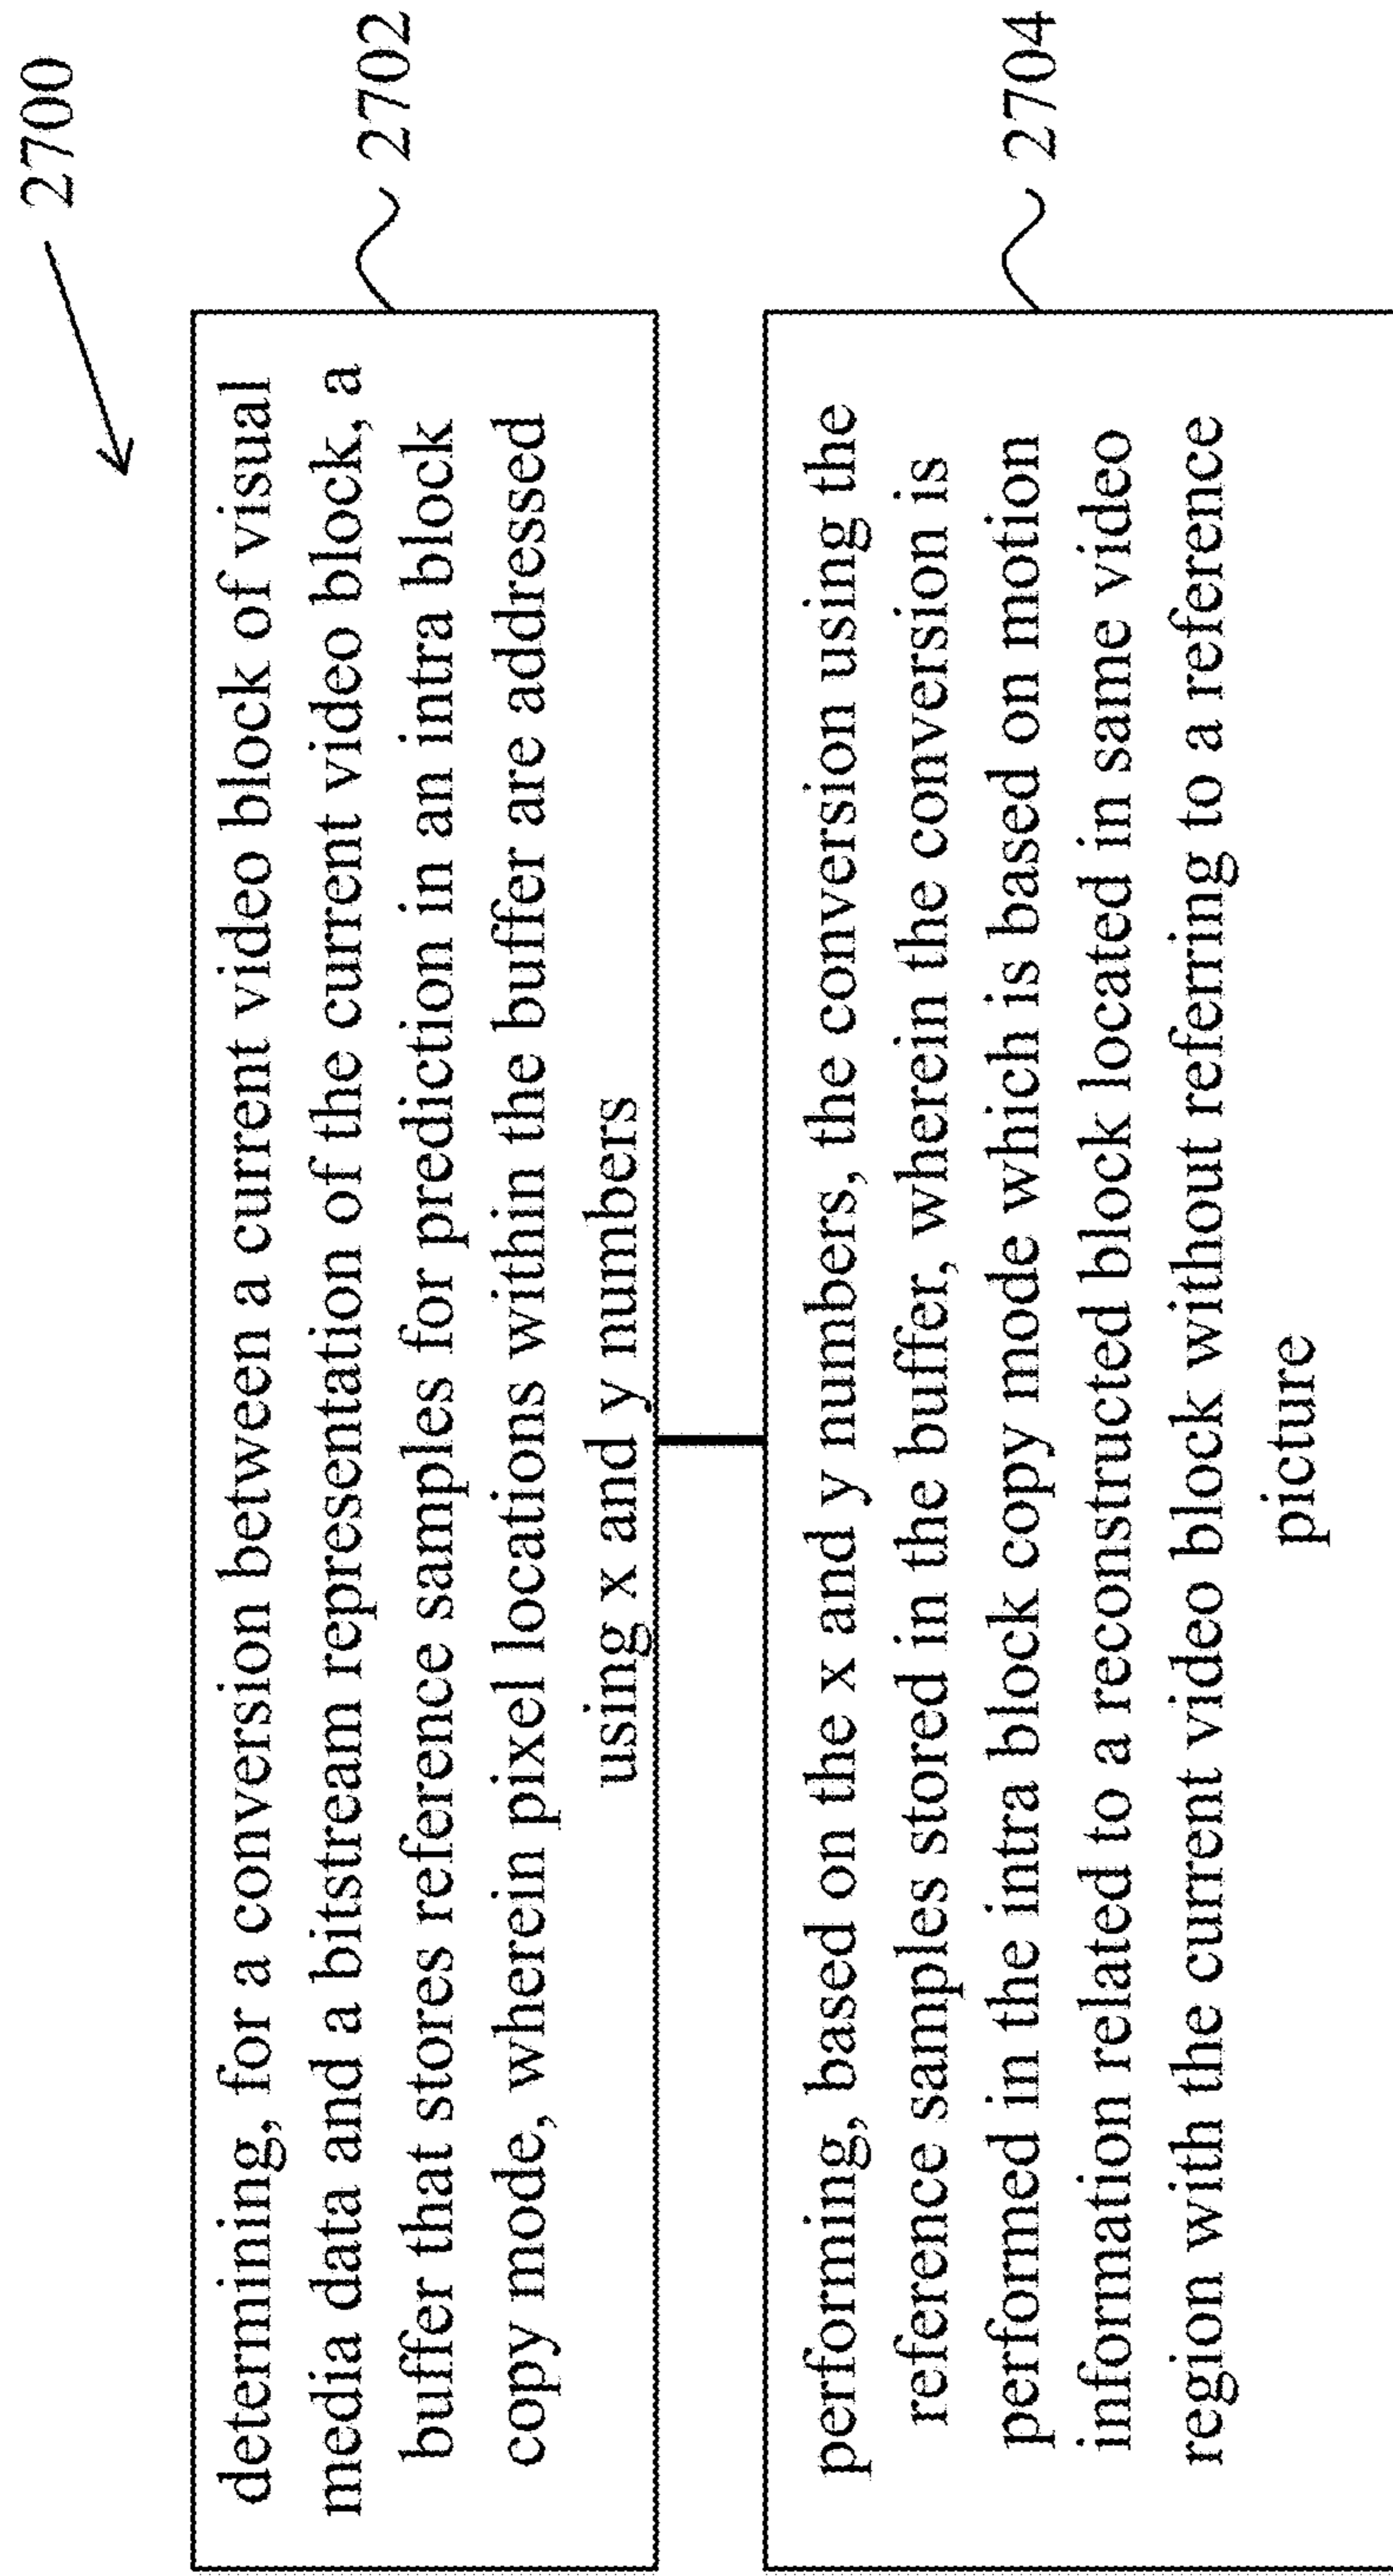 2700
determining, for a conversion between a current video block of visual
media data and a bitstream representation of the current video block, a
buffer that stores reference samples for prediction in an intra block
copy mode, wherein pixel locations within the buffer are addressed
using x and y numbers
2702
performing, based on the x and y numbers, the conversion using the
reference samples stored in the buffer, wherein the conversion is
performed in the intra block copy mode which is based on motion
information related to a reconstructed block located in same video
region with the current video block without referring to a reference
picture
2704